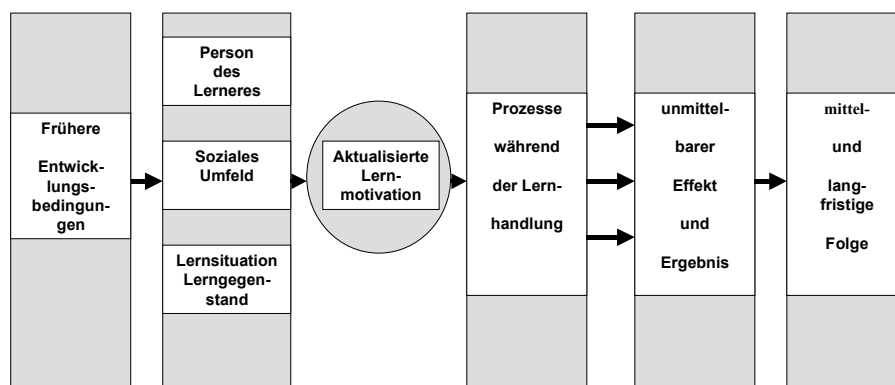 Frühere
Entwick-
lungs-
bedingun-
gen
Person
des
Lerneres
Soziales
Umfeld
Lernsituation
Lerngegen-
stand
Aktualisierte
Lern-
motivation
Prozesse
während
der Lern-
handlung
unmittel-
barer
Effekt
und
Ergebnis
mittel-
und
lang-
fristige
Folge